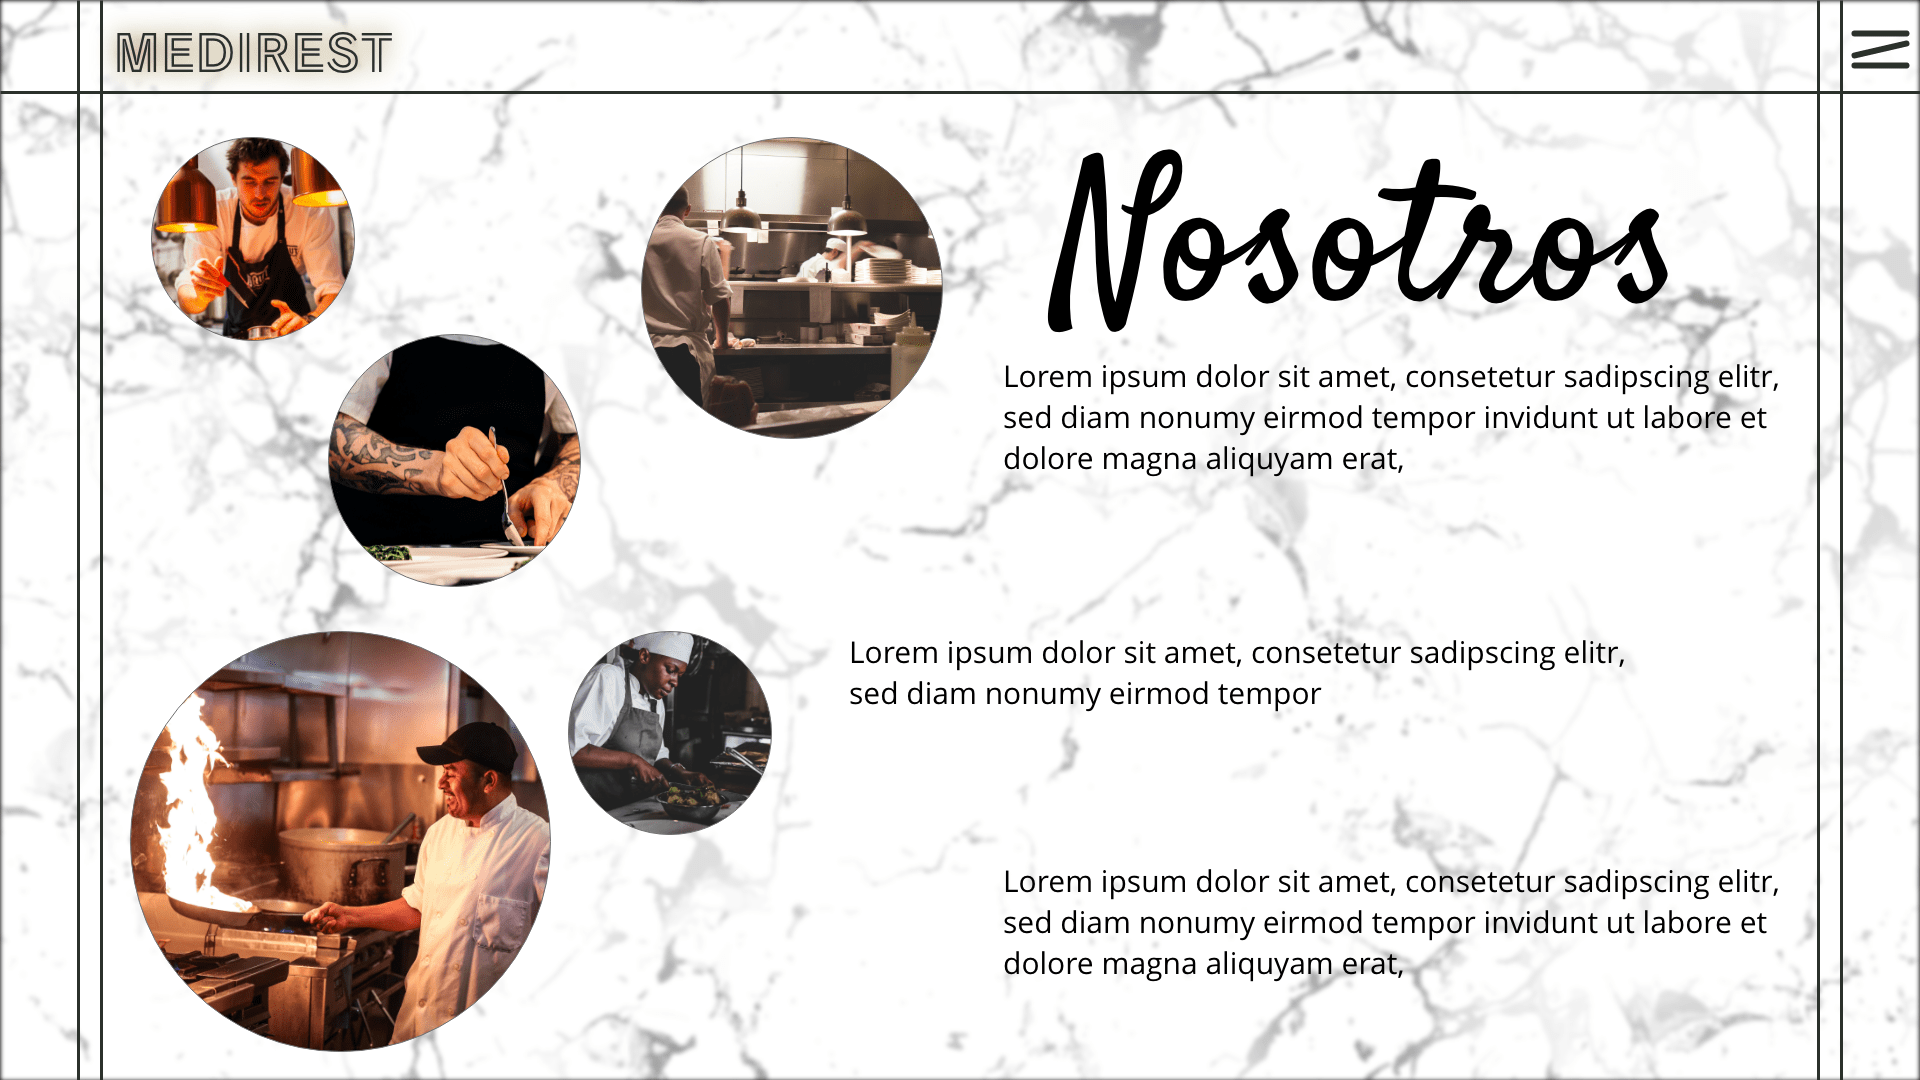 MEDIREST
Nosotros
Lorem ipsum dolor sit amet, consetetur sadipscing elitr,
sed diam nonumy eirmod tempor invidunt ut labore et
dolore magna aliquyam erat,
Lorem ipsum dolor sit amet, consetetur sadipscing elitr,
sed diam nonumy eirmod tempor
Lorem ipsum dolor sit amet, consetetur sadipscing elitr,
sed diam nonumy eirmod tempor invidunt ut labore et
dolore magna aliquyam erat,